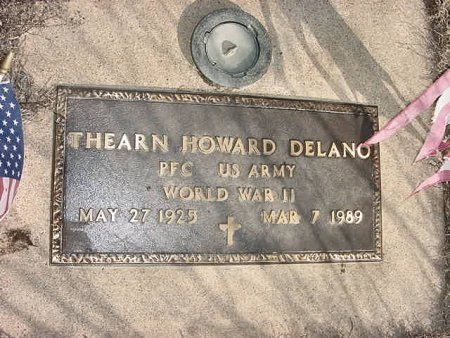 THEARN HOWARD DELANO
PFC US ARMY
WORLD WAR II
MAY 27 1925 MAR 7 1989